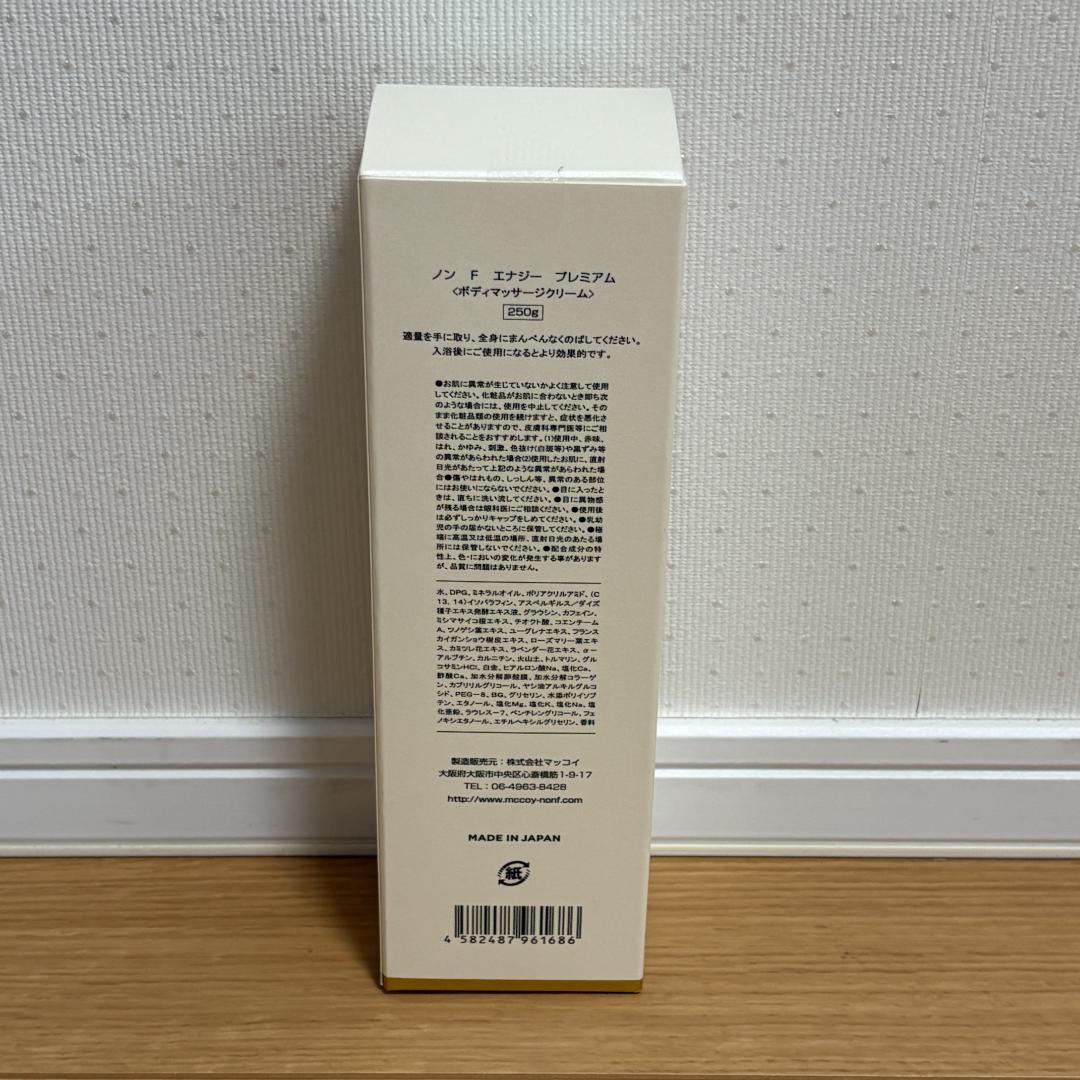 ノン F エナジー プレミアム
〈ボディマッサージクリーム〉
250g
適量を手に取り、全身にまんべんなくのばしてください。
入浴後にご使用になるとより効果的です。
●お肌に異常が生じていないかよく注意して使用
してください。化粧品がお肌に合わないとき即ち次
のような場合には、使用を中止してください。その
まま化粧品類の使用を続けますと、症状を悪化さ
せることがありますので、皮膚科専門医等にご相
談されることをおすすめします。(1)使用中、赤味、
はれ、かゆみ、刺激、色抜け(白斑等)や黒ずみ等
の異常があらわれた場合(2)使用したお肌に、直射
日光があたって上記のような異常があらわれた場
合●傷やはれもの、しっしん等、異常のある部位
にはお使いにならないでください。●目に入ったと
きは、直ちに洗い流してください。●目に異物感
が残る場合は眼科医にご相談ください。●使用後
は必ずしっかりキャップをしめてください。●乳幼
児の手の届かないところに保管してください。●極
端に高温又は低温の場所、直射日光のあたる場
所には保管しないでください。●配合成分の特
性上、色・においの変化が発生する事があります
が、品質に問題はありません。
水、DPG、ミネラルオイル、ポリアクリルアミド、(C
13, 14)イソパラフィン、アスペルギルス/ダイズ
種子エキス発酵エキス液、グラウシン、カフェイン、
ミシマサイコ根エキス、チオクト酸、コエンチーム
A、ツノゲシ葉エキス、ユーグレナエキス、フランス
カイガンショウ樹皮エキス、ローズマリー葉エキ
ス、カミツレ花エキス、ラベンダー花エキス、α－
アルブチン、カルニチン、火山土、トルマリン、グル
コサミンHCl、白金、ヒアルロン酸Na、塩化Ca、
酢酸Ca、加水分解卵殻膜、加水分解コラーゲ
ン、カプリリルグリコール、ヤシ油アルキルグルコ
シド、PEG－8、BG、グリセリン、水添ポリイソブ
テン、エタノール、塩化Mg、塩化K、塩化Na、塩
化亜鉛、ラウレス－7、ペンチレングリコール、フェ
ノキシエタノール、エチルヘキシルグリセリン、香料
製造販売元：株式会社マッコイ
大阪府大阪市中央区心斎橋筋1-9-17
TEL：06-4963-8428
http://www.mccoy-nonf.com
MADE IN JAPAN
紙
4 582487 961686